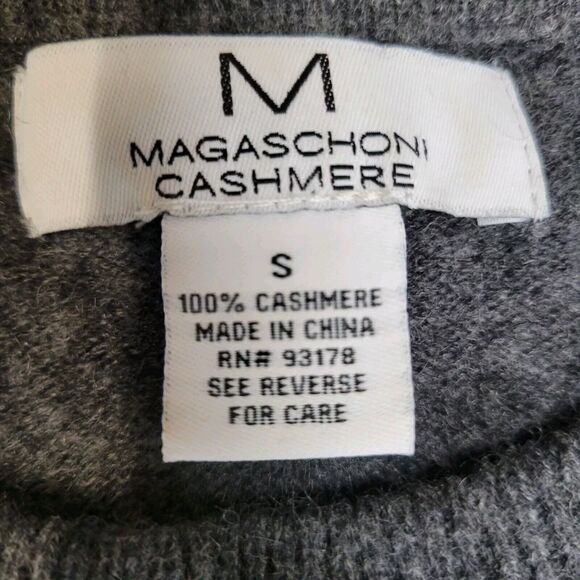 M
MAGASCHONI
CASHMERE
S
100% CASHMERE
MADE IN CHINA
RN# 93178
SEE REVERSE
FOR CARE